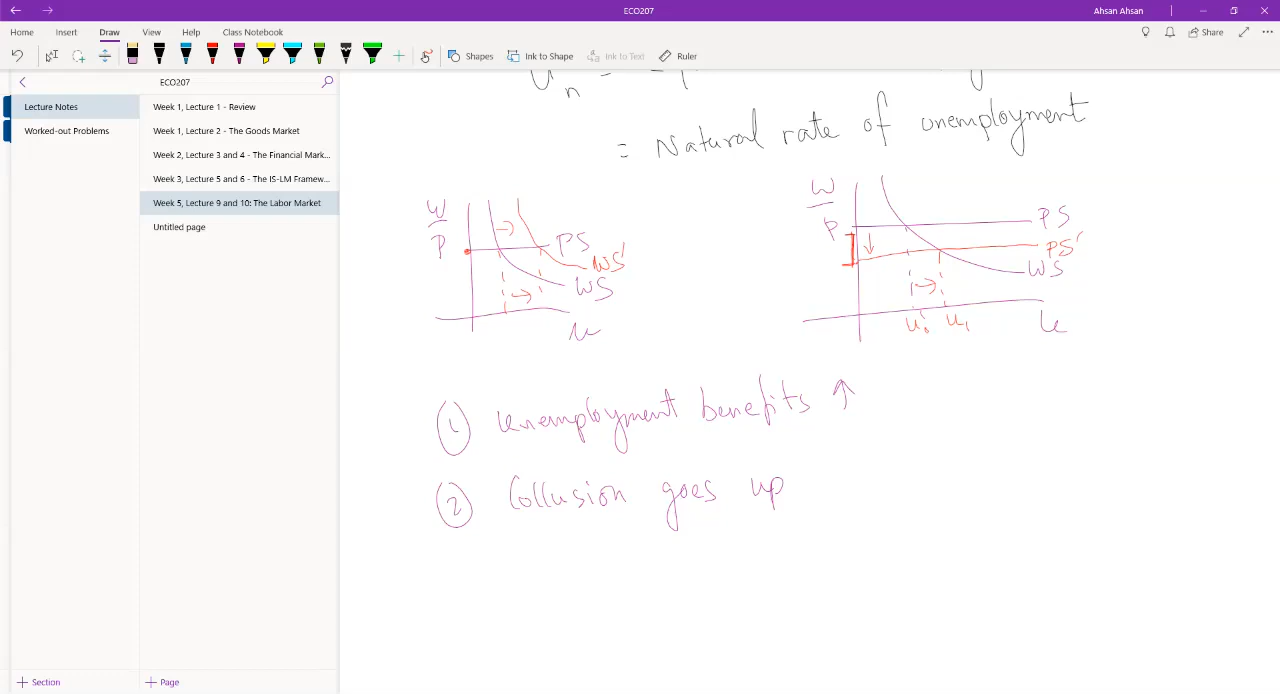 ECO207
Ahsan Ahsan
Home Insert Draw View Help Class Notebook
Share
Shapes Ink to Shape Ink to Text Ruler
ECO207
Lecture Notes
Worked-out Problems
Week 1, Lecture 1 - Review
Week 1, Lecture 2 - The Goods Market
Week 2, Lecture 3 and 4 - The Financial Mark...
Week 3, Lecture 5 and 6 - The IS-LM Framew...
Week 5, Lecture 9 and 10: The Labor Market
Untitled page
+ Section
+ Page
n =
= Natural rate of unemployment
W
P
PS
WS'
WS
u
W
P
PS
PS'
WS
u₀ u₁
u
① Unemployment benefits ↑
② Collusion goes up